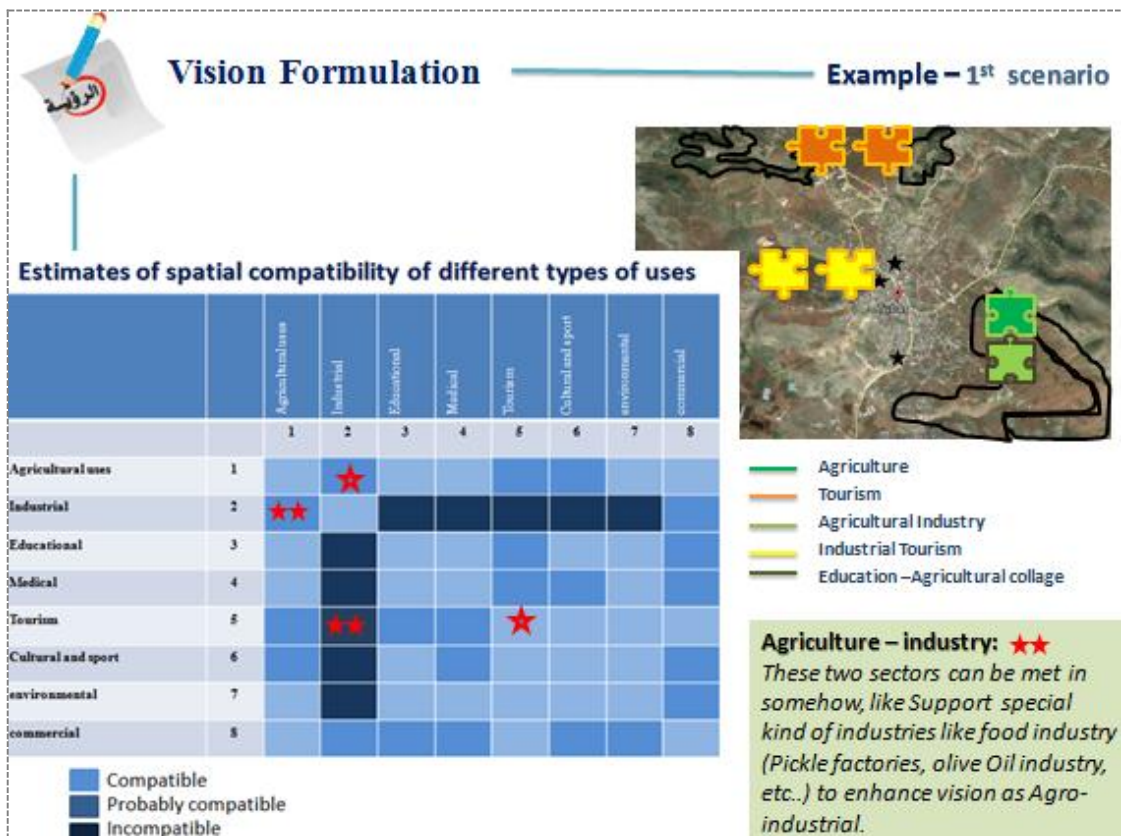 الرؤية
Vision Formulation
Example – 1st scenario
Estimates of spatial compatibility of different types of uses
Agricultural uses
Industrial
Educational
Medical
Tourism
Cultural and sport
environmental
commercial
1 2 3 4 5 6 7 8
Agricultural uses 1
Industrial 2
Educational 3
Medical 4
Tourism 5
Cultural and sport 6
environmental 7
commercial 8
Compatible
Probably compatible
Incompatible
Agriculture
Tourism
Agricultural Industry
Industrial Tourism
Education –Agricultural collage
Agriculture – industry:
These two sectors can be met in
somehow, like Support special
kind of industries like food industry
(Pickle factories, olive Oil industry,
etc..) to enhance vision as Agro-
industrial.